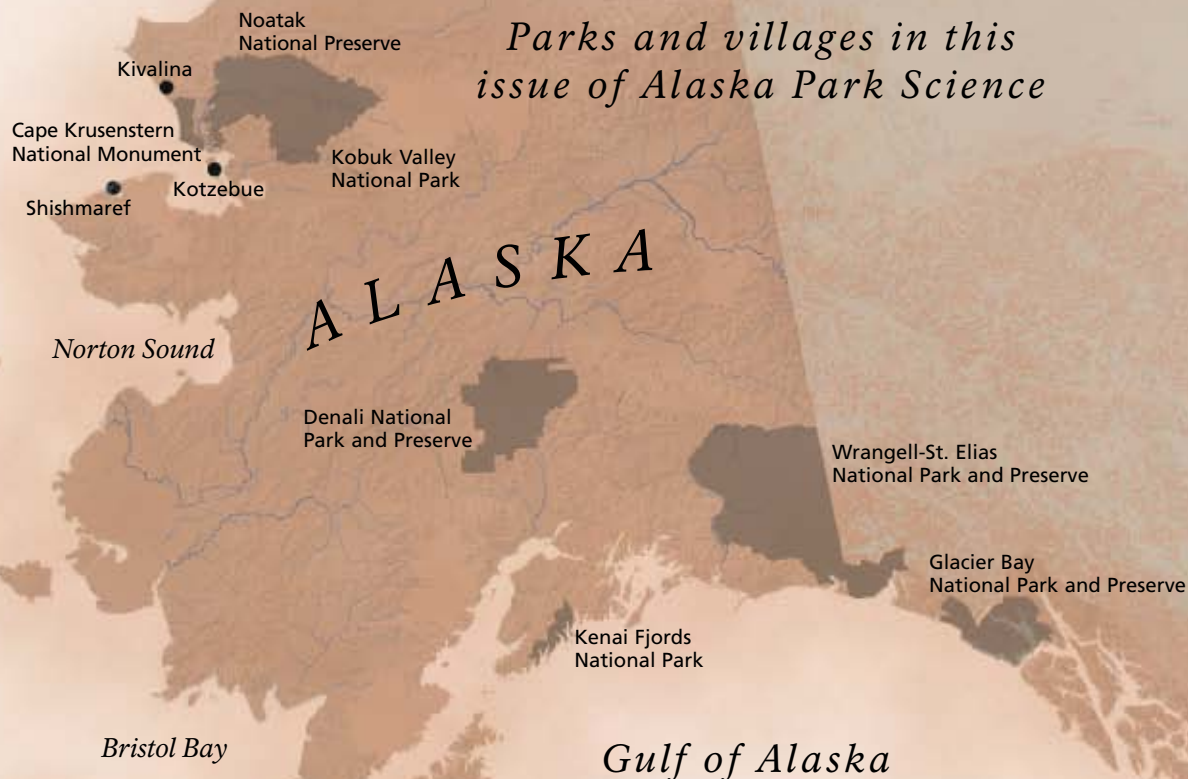 Parks and villages in this
issue of Alaska Park Science
Noatak
National Preserve
Kivalina
Cape Krusenstern
National Monument
Kobuk Valley
National Park
Kotzebue
Shishmaref
ALASKA
Norton Sound
Denali National
Park and Preserve
Wrangell-St. Elias
National Park and Preserve
Glacier Bay
National Park and Preserve
Kenai Fjords
National Park
Bristol Bay
Gulf of Alaska